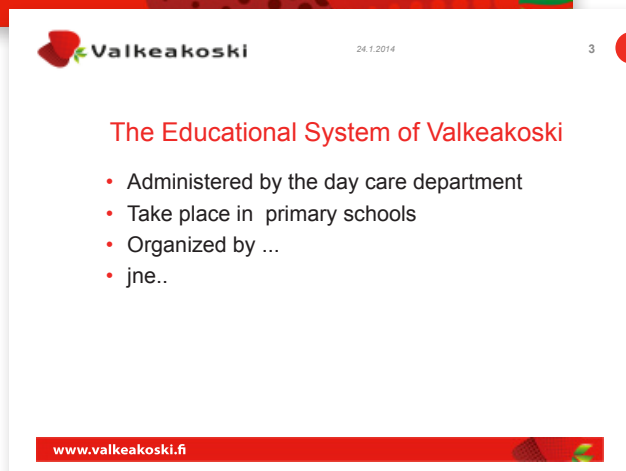 Valkeakoski
24.1.2014
3
The Educational System of Valkeakoski
• Administered by the day care department
• Take place in  primary schools
• Organized by ...
• jne..
www.valkeakoski.fi